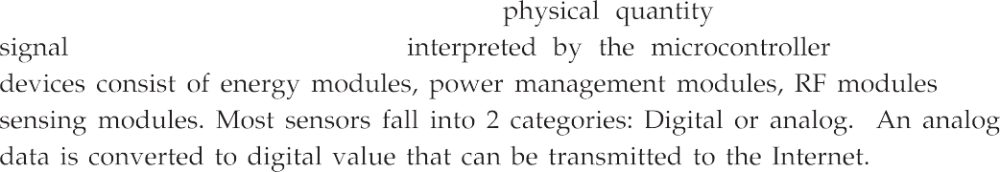 physical quantity
signal interpreted by the microcontroller
devices consist of energy modules, power management modules, RF modules
sensing modules. Most sensors fall into 2 categories: Digital or analog. An analog
data is converted to digital value that can be transmitted to the Internet.